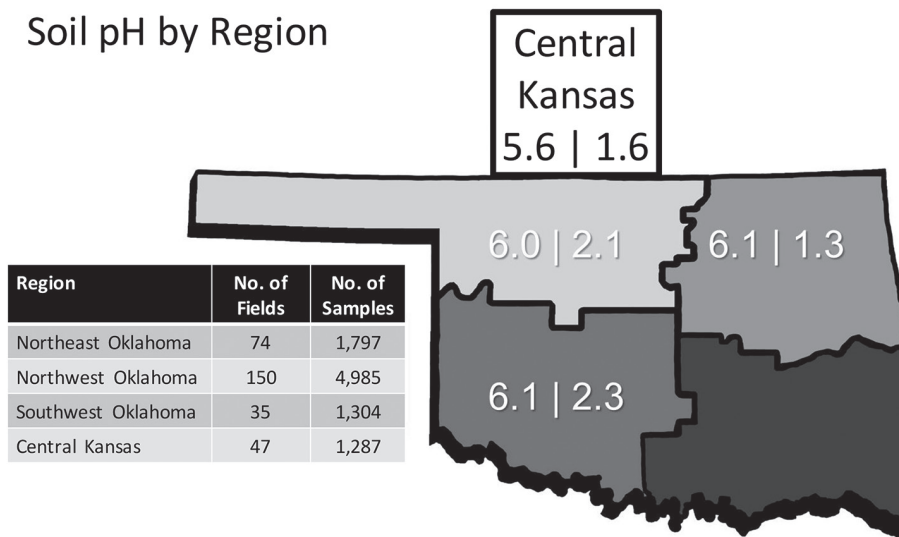 Soil pH by Region
Central
Kansas
5.6 | 1.6
6.0 | 2.1
6.1 | 1.3
6.1 | 2.3
Region No. of Fields No. of Samples
Northeast Oklahoma 74 1,797
Northwest Oklahoma 150 4,985
Southwest Oklahoma 35 1,304
Central Kansas 47 1,287